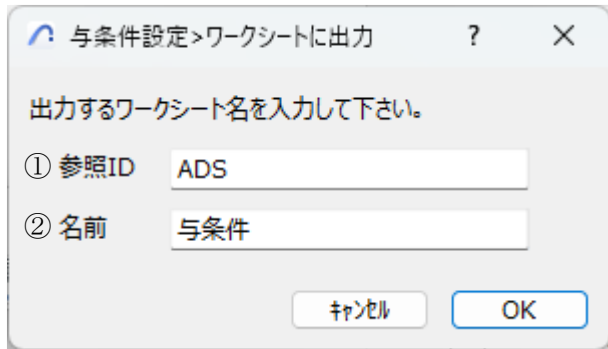 与条件設定>ワークシートに出力 ? ×
出力するワークシート名を入力して下さい。
① 参照ID ADS
② 名前 与条件
ｷｬﾝｾﾙ OK